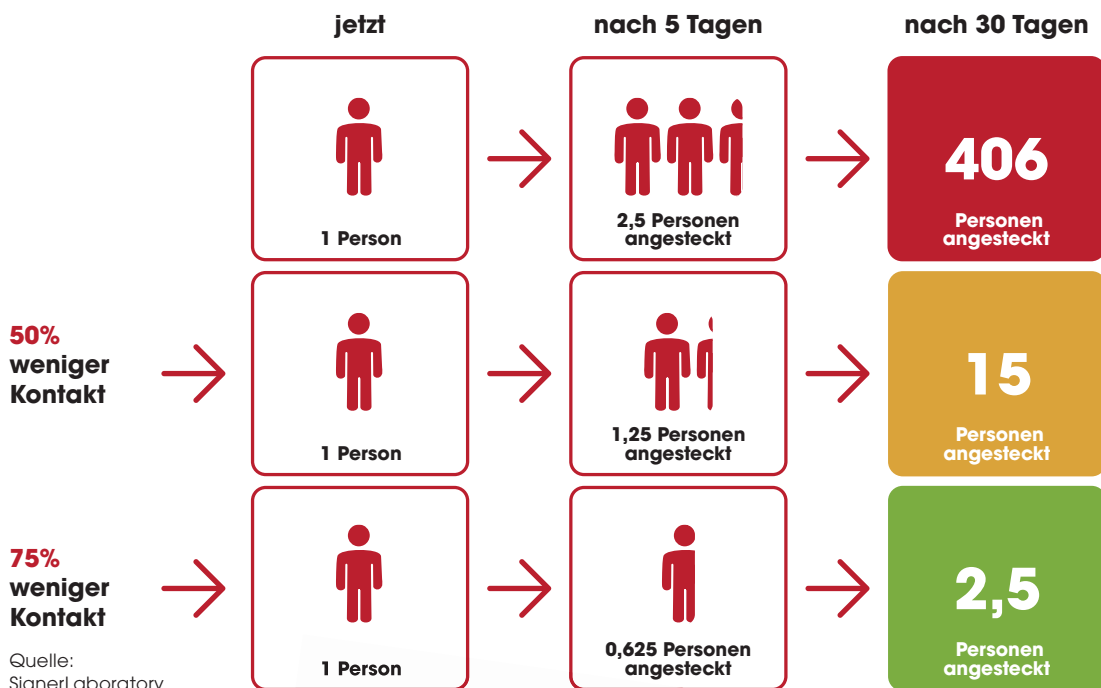 jetzt
nach 5 Tagen
nach 30 Tagen
1 Person
2,5 Personen
angesteckt
406
Personen
angesteckt
50%
weniger
Kontakt
1 Person
1,25 Personen
angesteckt
15
Personen
angesteckt
75%
weniger
Kontakt
1 Person
0,625 Personen
angesteckt
2,5
Personen
angesteckt
Quelle:
SignerLaboratory